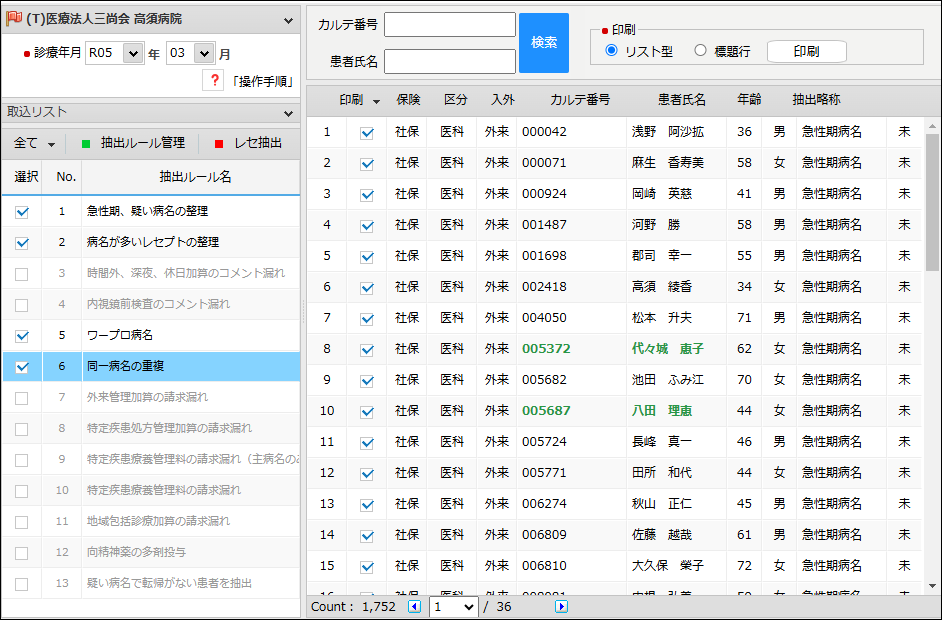 (T)医療法人三尚会 高須病院
診療年月 R05 年 03 月
? 「操作手順」
取込リスト
全て 抽出ルール管理 レセ抽出
選択 No. 抽出ルール名
1 急性期、疑い病名の整理
2 病名が多いレセプトの整理
3 時間外、深夜、休日加算のコメント漏れ
4 内視鏡前検査のコメント漏れ
5 ワープロ病名
6 同一病名の重複
7 外来管理加算の請求漏れ
8 特定疾患処方管理加算の請求漏れ
9 特定疾患療養管理料の請求漏れ（主病名のみ
10 特定疾患療養管理料の請求漏れ
11 地域包括診療加算の請求漏れ
12 向精神薬の多剤投与
13 疑い病名で転帰がない患者を抽出
カルテ番号
患者氏名
検索
印刷
リスト型 標題行 印刷
印刷 保険 区分 入外 カルテ番号 患者氏名 年齢 抽出略称
1 社保 医科 外来 000042 浅野 阿沙拡 36 男 急性期病名 未
2 社保 医科 外来 000071 麻生 香寿美 58 女 急性期病名 未
3 社保 医科 外来 000924 岡崎 英慈 41 男 急性期病名 未
4 社保 医科 外来 001487 河野 勝 58 男 急性期病名 未
5 社保 医科 外来 001698 郡司 幸一 55 男 急性期病名 未
6 社保 医科 外来 002418 高須 綾香 34 女 急性期病名 未
7 社保 医科 外来 004050 松本 升夫 71 男 急性期病名 未
8 社保 医科 外来 005372 代々城 恵子 62 女 急性期病名 未
9 社保 医科 外来 005682 池田 ふみ江 70 女 急性期病名 未
10 社保 医科 外来 005687 八田 理恵 44 女 急性期病名 未
11 社保 医科 外来 005724 長峰 真一 46 男 急性期病名 未
12 社保 医科 外来 005771 田所 和代 44 女 急性期病名 未
13 社保 医科 外来 006274 秋山 正仁 45 男 急性期病名 未
14 社保 医科 外来 006809 佐藤 越哉 61 男 急性期病名 未
15 社保 医科 外来 006810 大久保 榮子 72 女 急性期病名 未
Count : 1,752 1 / 36